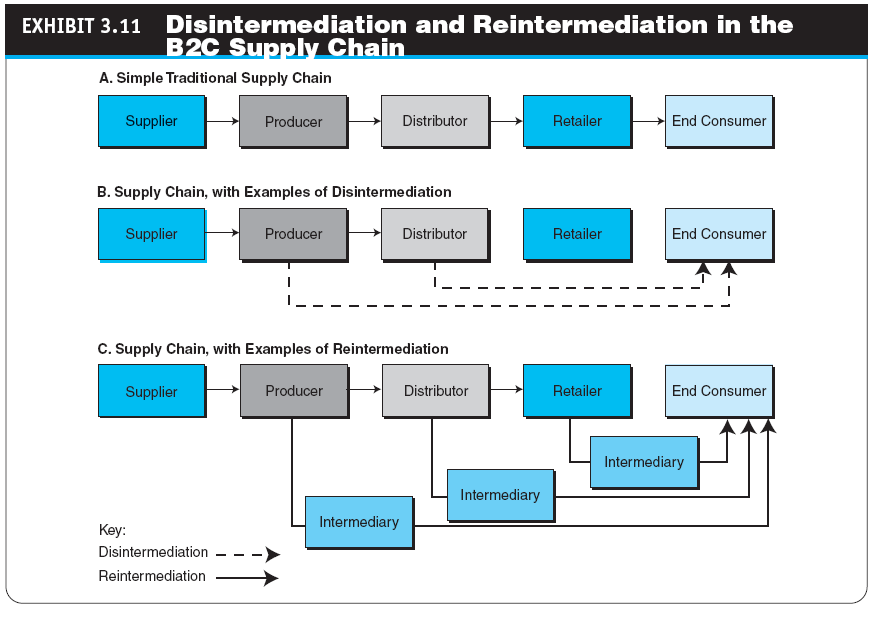 EXHIBIT 3.11 Disintermediation and Reintermediation in the
B2C Supply Chain
A. Simple Traditional Supply Chain
Supplier Producer Distributor Retailer End Consumer
B. Supply Chain, with Examples of Disintermediation
Supplier Producer Distributor Retailer End Consumer
C. Supply Chain, with Examples of Reintermediation
Supplier Producer Distributor Retailer End Consumer
Intermediary
Intermediary
Intermediary
Key:
Disintermediation
Reintermediation